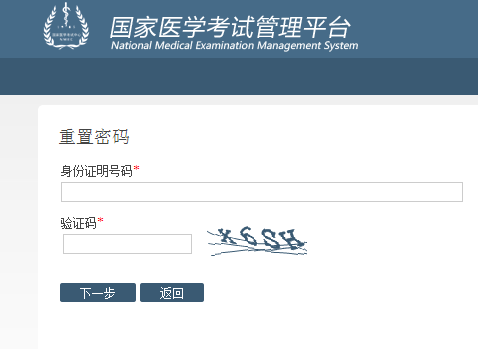 国家医学考试管理平台
National Medical Examination Management System
重置密码
身份证明号码*
验证码*
X6SH
下一步 返回